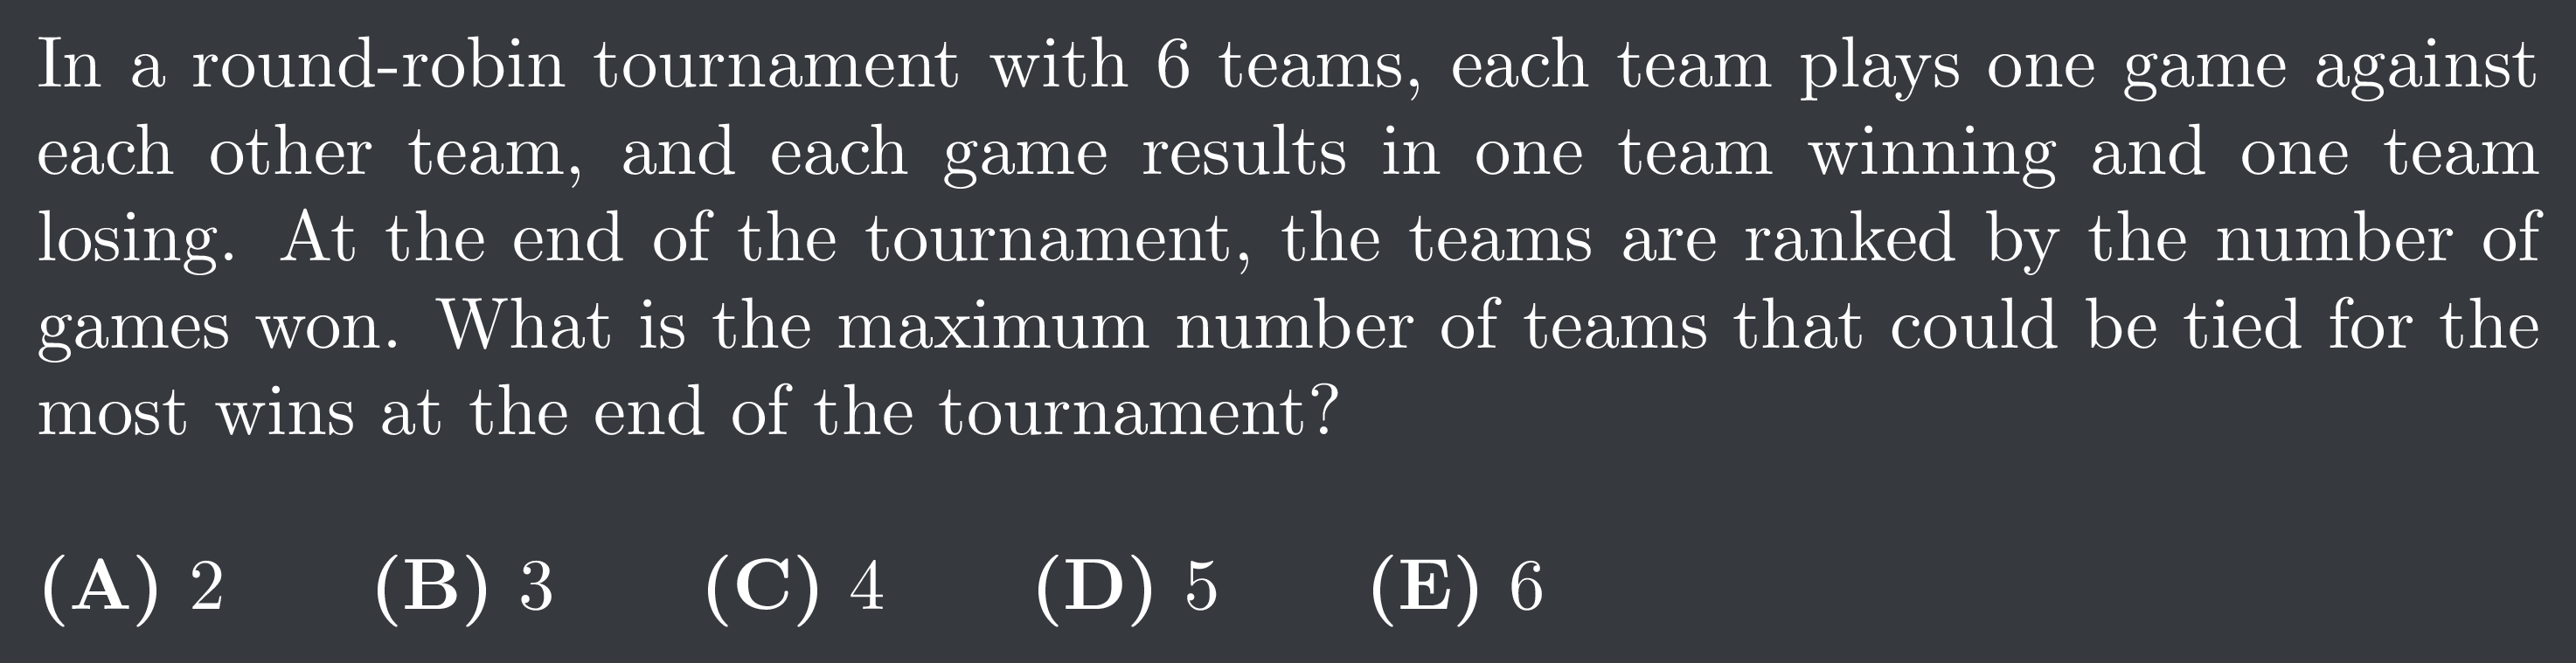 In a round-robin tournament with 6 teams, each team plays one game against
each other team, and each game results in one team winning and one team
losing. At the end of the tournament, the teams are ranked by the number of
games won. What is the maximum number of teams that could be tied for the
most wins at the end of the tournament?
(A) 2 (B) 3 (C) 4 (D) 5 (E) 6